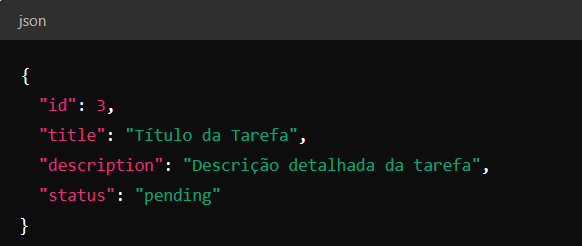 json
{
"id": 3,
"title": "Título da Tarefa",
"description": "Descrição detalhada da tarefa",
"status": "pending"
}